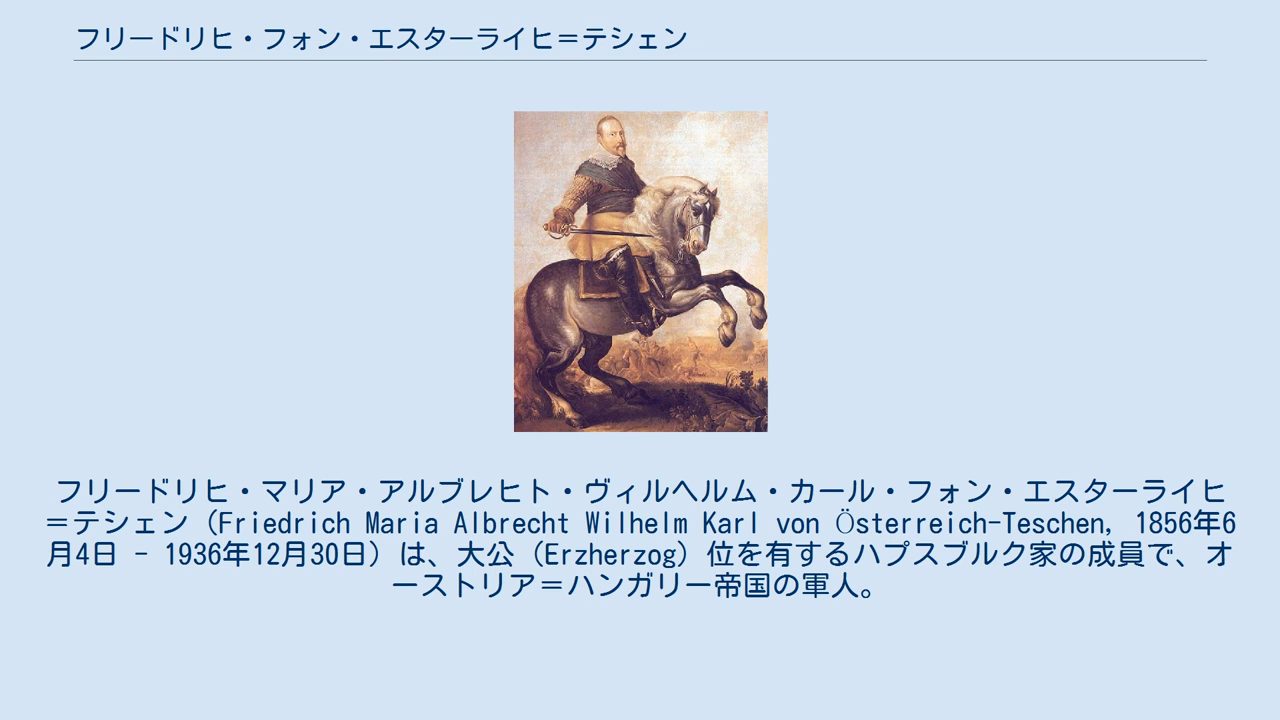 フリードリヒ・フォン・エスターライヒ＝テシェン
フリードリヒ・マリア・アルブレヒト・ヴィルヘルム・カール・フォン・エスターライヒ
＝テシェン（Friedrich Maria Albrecht Wilhelm Karl von Österreich-Teschen, 1856年6
月4日 - 1936年12月30日）は、大公（Erzherzog）位を有するハプスブルク家の成員で、オ
ーストリア＝ハンガリー帝国の軍人。